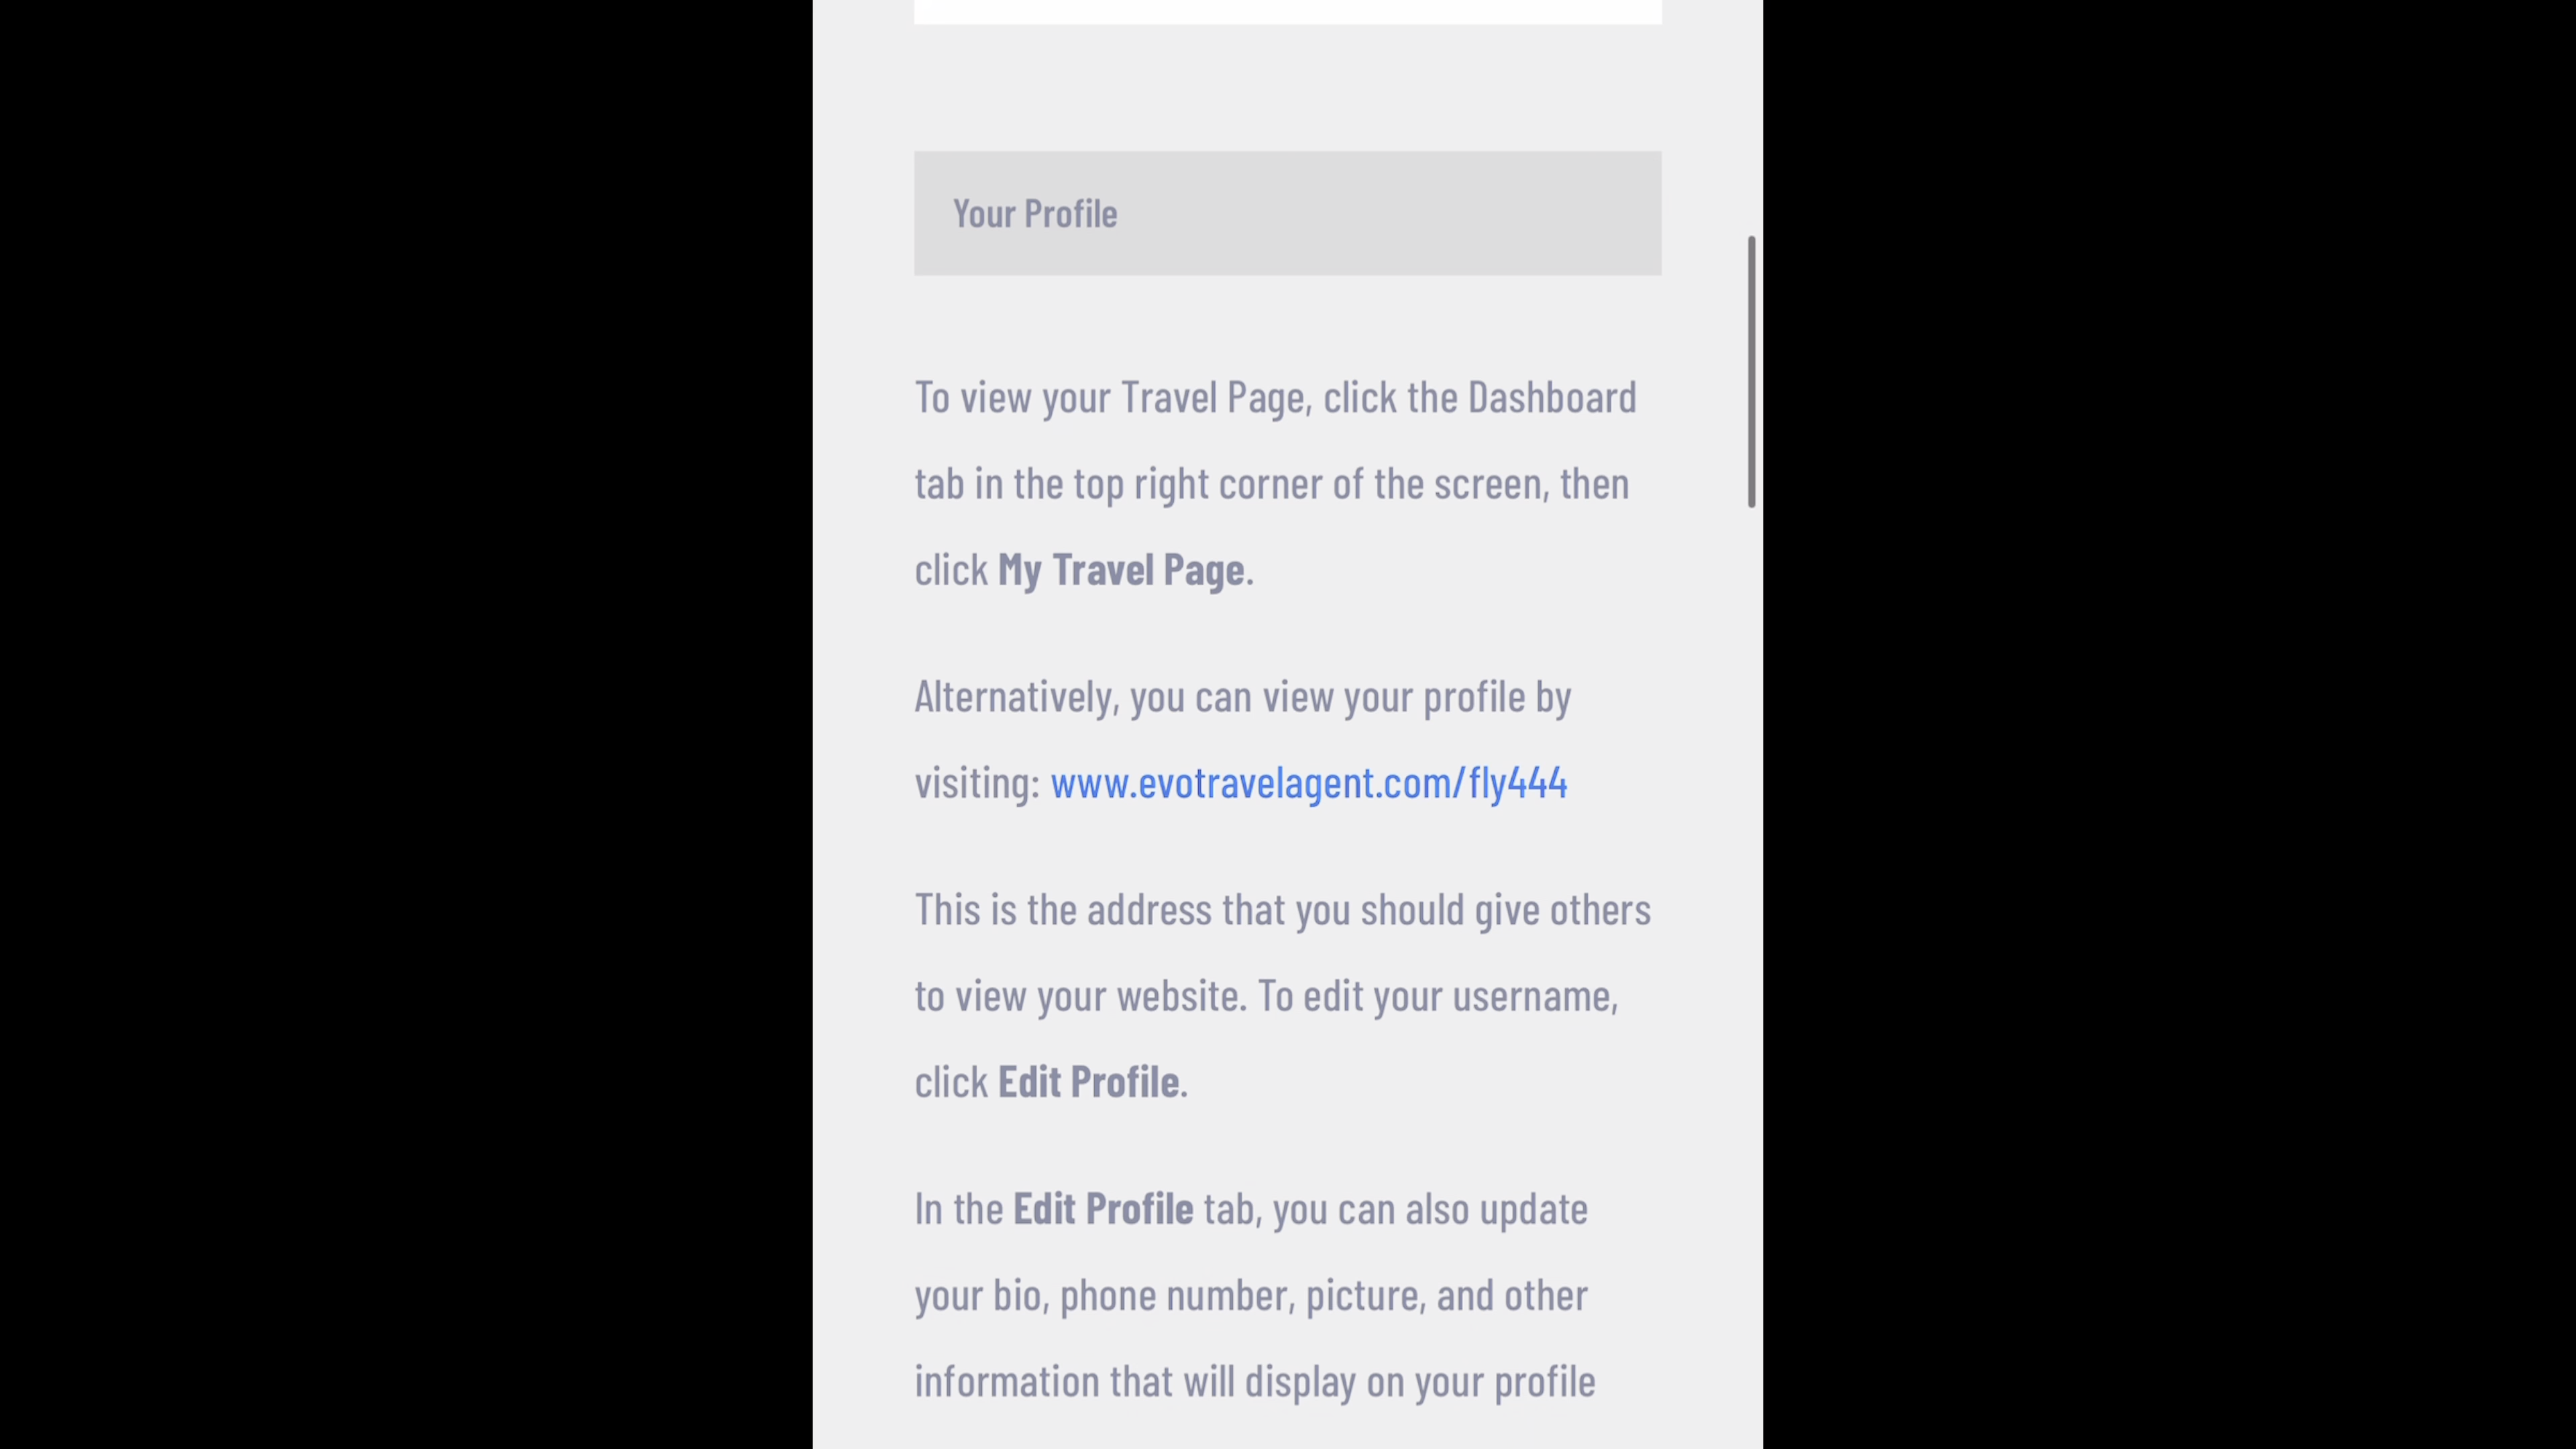 Your Profile
To view your Travel Page, click the Dashboard
tab in the top right corner of the screen, then
click My Travel Page.
Alternatively, you can view your profile by
visiting: www.evotravelagent.com/fly444
This is the address that you should give others
to view your website. To edit your username,
click Edit Profile.
In the Edit Profile tab, you can also update
your bio, phone number, picture, and other
information that will display on your profile